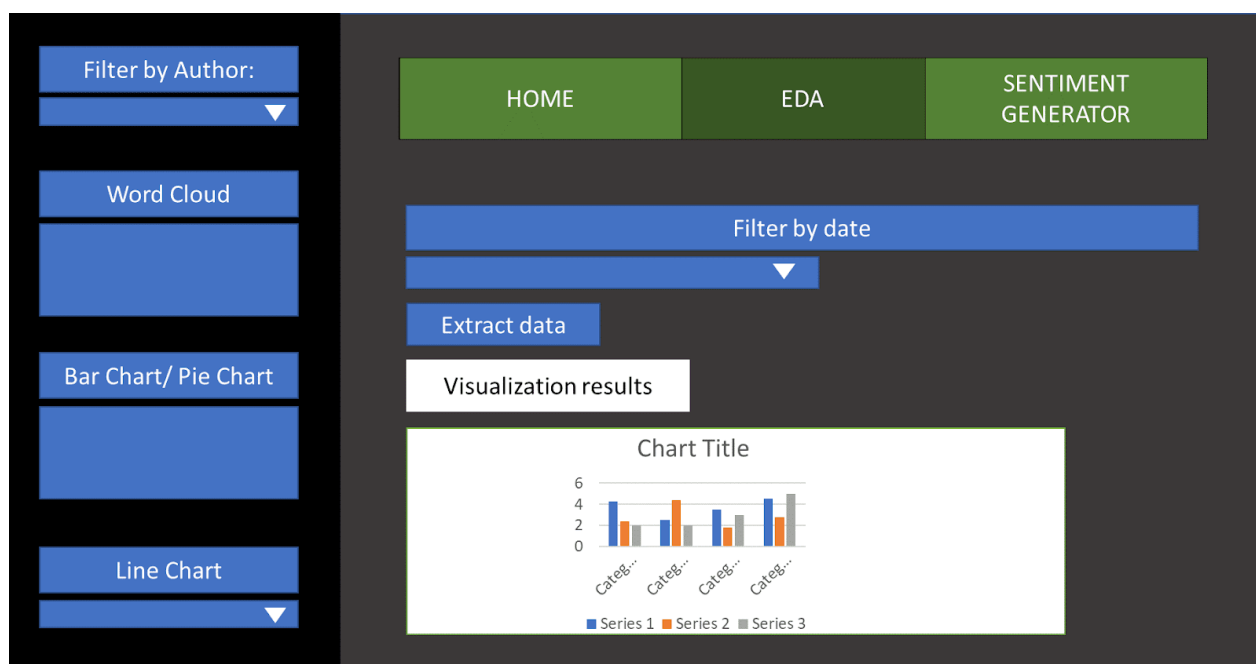 Filter by Author:
Word Cloud
Bar Chart/ Pie Chart
Line Chart
HOME
EDA
SENTIMENT
GENERATOR
Filter by date
Extract data
Visualization results
Chart Title
6
4
2
0
Categ...
Categ...
Categ...
Categ...
Series 1
Series 2
Series 3